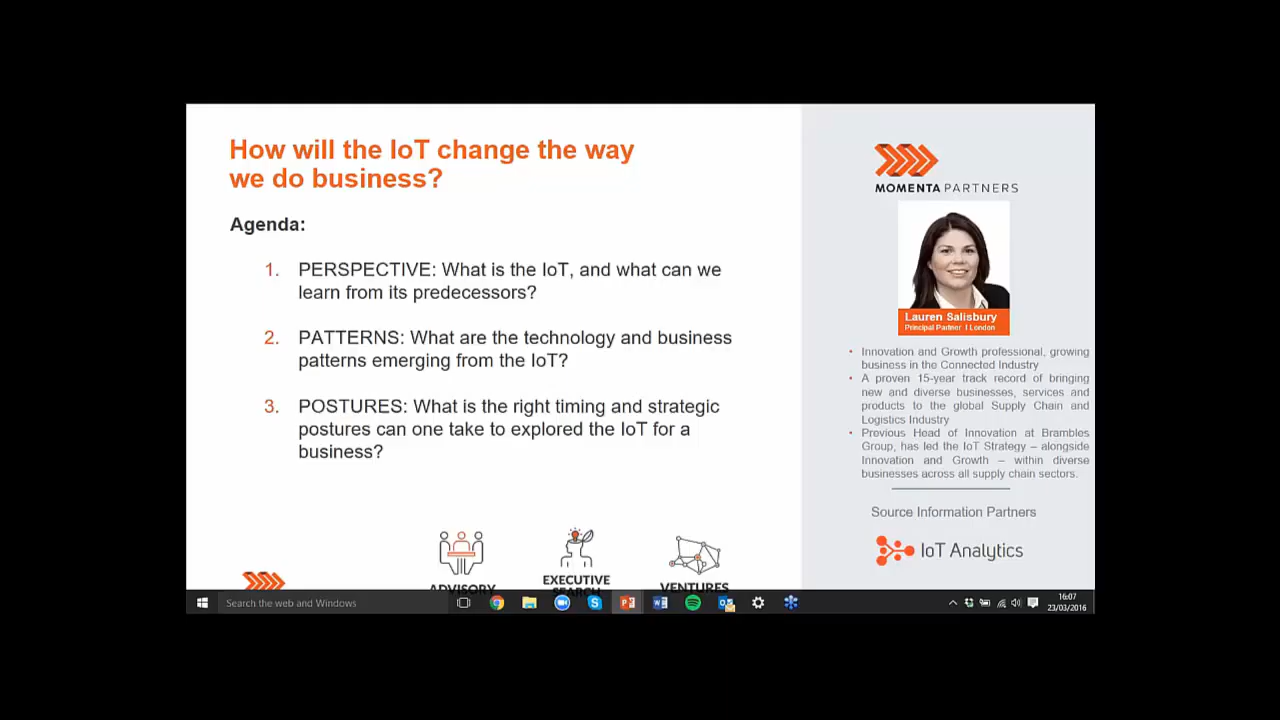 How will the IoT change the way
we do business?
Agenda:
1. PERSPECTIVE: What is the IoT, and what can we
learn from its predecessors?
2. PATTERNS: What are the technology and business
patterns emerging from the IoT?
3. POSTURES: What is the right timing and strategic
postures can one take to explored the IoT for a
business?
ADVISORY
EXECUTIVE
SEARCH
VENTURES
MOMENTA PARTNERS
Lauren Salisbury
Principal Partner I London
• Innovation and Growth professional, growing
business in the Connected Industry
• A proven 15-year track record of bringing
new and diverse businesses, services and
products to the global Supply Chain and
Logistics Industry
• Previous Head of Innovation at Brambles
Group, has led the IoT Strategy – alongside
Innovation and Growth – within diverse
businesses across all supply chain sectors.
Source Information Partners
IoT Analytics
Search the web and Windows
16:07
23/03/2016